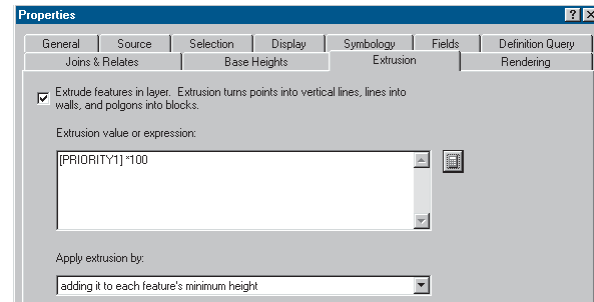 Properties
General Source Selection Display Symbology Fields Definition Query
Joins & Relates Base Heights Extrusion Rendering
Extrude features in layer. Extrusion turns points into vertical lines, lines into
walls, and polgons into blocks.
Extrusion value or expression:
[PRIORITY1] *100
Apply extrusion by:
adding it to each feature's minimum height